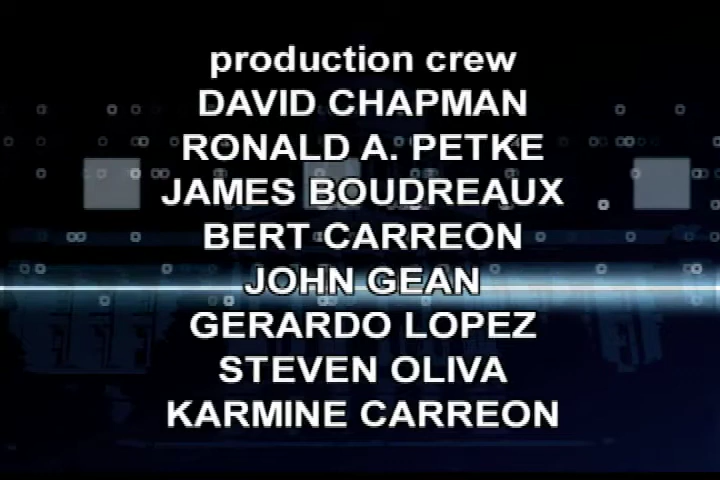 production crew
DAVID CHAPMAN
RONALD A. PETKE
JAMES BOUDREAUX
BERT CARREON
JOHN GEAN
GERARDO LOPEZ
STEVEN OLIVA
KARMINE CARREON